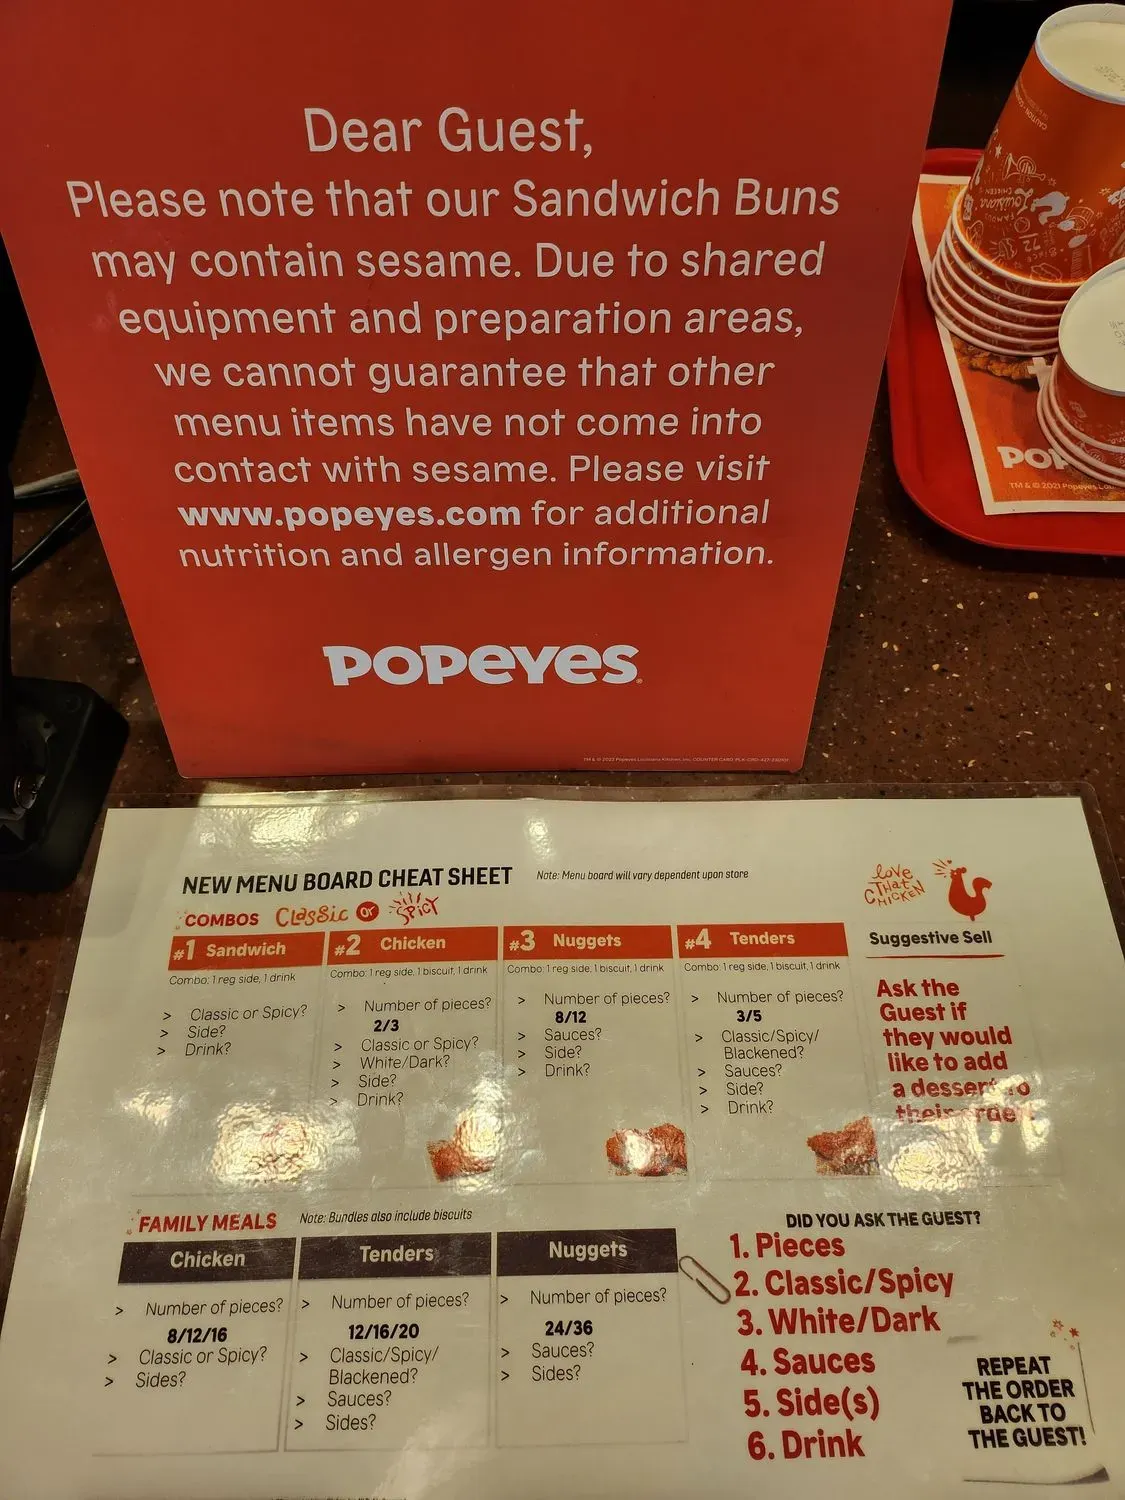 Dear Guest,
Please note that our Sandwich Buns
may contain sesame. Due to shared
equipment and preparation areas,
we cannot guarantee that other
menu items have not come into
contact with sesame. Please visit
www.popeyes.com for additional
nutrition and allergen information.
POPEYES
NEW MENU BOARD CHEAT SHEET
Note: Menu board will vary dependent upon store
love THAT CHICKEN
COMBOS Classic or SPICY
#1 Sandwich
Combo: 1 reg side, 1 drink
> Classic or Spicy?
> Side?
> Drink?
#2 Chicken
Combo: 1 reg side, 1 biscuit, 1 drink
> Number of pieces?
2/3
> Classic or Spicy?
> White/Dark?
> Side?
> Drink?
#3 Nuggets
Combo: 1 reg side, 1 biscuit, 1 drink
> Number of pieces?
8/12
> Sauces?
> Side?
> Drink?
#4 Tenders
Combo: 1 reg side, 1 biscuit, 1 drink
> Number of pieces?
3/5
> Classic/Spicy/
Blackened?
> Sauces?
> Side?
> Drink?
Suggestive Sell
Ask the
Guest if
they would
like to add
a dessert to
their order
FAMILY MEALS
Note: Bundles also include biscuits
Chicken
> Number of pieces?
8/12/16
> Classic or Spicy?
> Sides?
Tenders
> Number of pieces?
12/16/20
> Classic/Spicy/
Blackened?
> Sauces?
> Sides?
Nuggets
> Number of pieces?
24/36
> Sauces?
> Sides?
DID YOU ASK THE GUEST?
1. Pieces
2. Classic/Spicy
3. White/Dark
4. Sauces
5. Side(s)
6. Drink
REPEAT
THE ORDER
BACK TO
THE GUEST!
POP
TM & © 2021 Popeyes